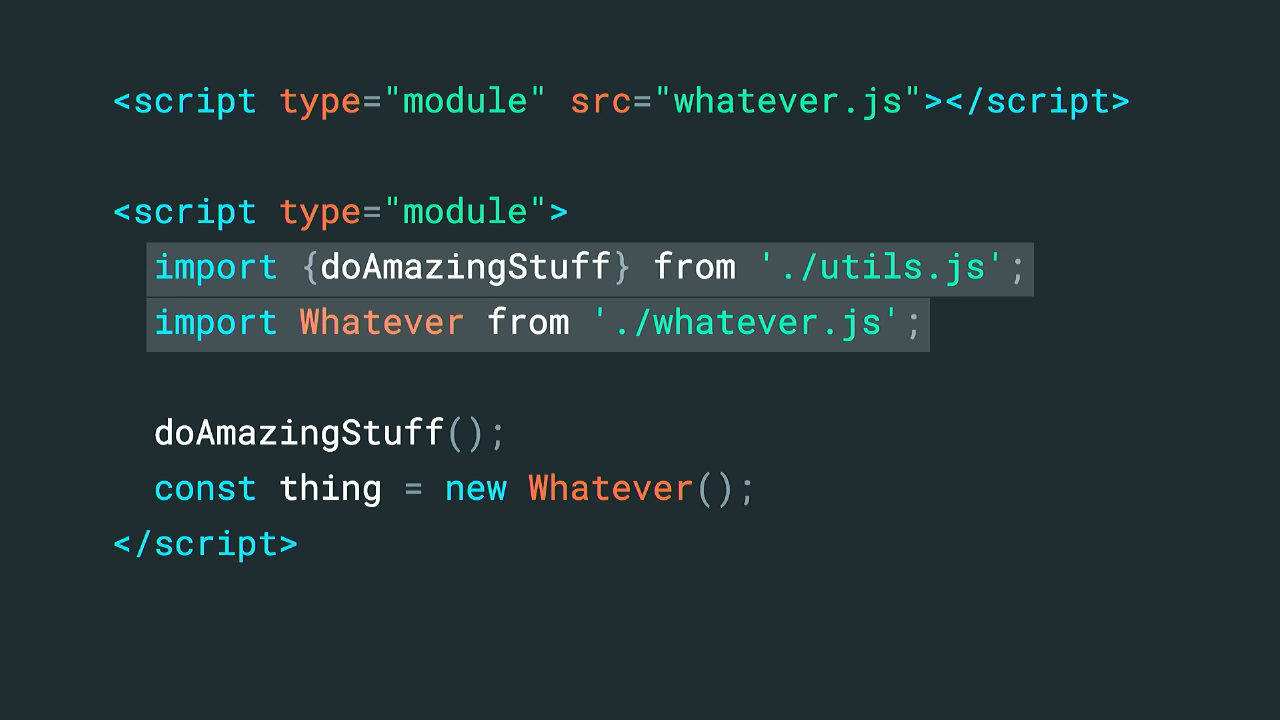 <script type="module" src="whatever.js"></script>
<script type="module">
import {doAmazingStuff} from './utils.js';
import Whatever from './whatever.js';
doAmazingStuff();
const thing = new Whatever();
</script>